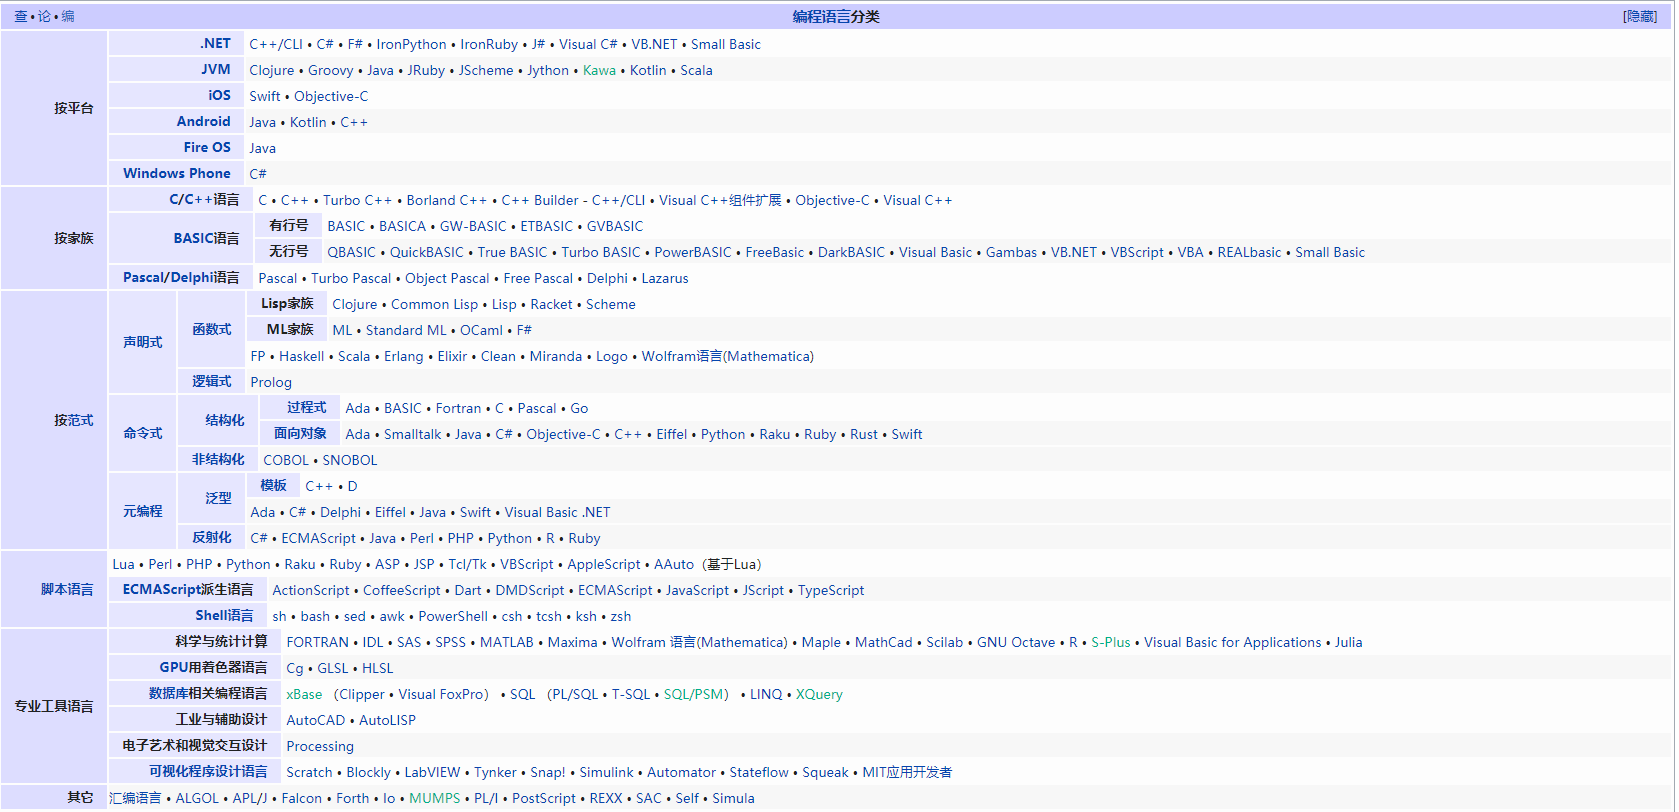 查 • 论 • 编 编程语言分类 [隐藏]
按平台
.NET C++/CLI • C# • F# • IronPython • IronRuby • J# • Visual C# • VB.NET • Small Basic
JVM Clojure • Groovy • Java • JRuby • JScheme • Jython • Kawa • Kotlin • Scala
iOS Swift • Objective-C
Android Java • Kotlin • C++
Fire OS Java
Windows Phone C#
按家族
C/C++语言 C • C++ • Turbo C++ • Borland C++ • C++ Builder - C++/CLI • Visual C++组件扩展 • Objective-C • Visual C++
BASIC语言
有行号 BASIC • BASICA • GW-BASIC • ETBASIC • GVBASIC
无行号 QBASIC • QuickBASIC • True BASIC • Turbo BASIC • PowerBASIC • FreeBasic • DarkBASIC • Visual Basic • Gambas • VB.NET • VBScript • VBA • REALbasic • Small Basic
Pascal/Delphi语言 Pascal • Turbo Pascal • Object Pascal • Free Pascal • Delphi • Lazarus
按范式
声明式
函数式
Lisp家族 Clojure • Common Lisp • Lisp • Racket • Scheme
ML家族 ML • Standard ML • OCaml • F#
FP • Haskell • Scala • Erlang • Elixir • Clean • Miranda • Logo • Wolfram语言(Mathematica)
逻辑式 Prolog
命令式
结构化
过程式 Ada • BASIC • Fortran • C • Pascal • Go
面向对象 Ada • Smalltalk • Java • C# • Objective-C • C++ • Eiffel • Python • Raku • Ruby • Rust • Swift
非结构化 COBOL • SNOBOL
元编程
泛型
模板 C++ • D
Ada • C# • Delphi • Eiffel • Java • Swift • Visual Basic .NET
反射化 C# • ECMAScript • Java • Perl • PHP • Python • R • Ruby
脚本语言
Lua • Perl • PHP • Python • Raku • Ruby • ASP • JSP • Tcl/Tk • VBScript • AppleScript • AAuto（基于Lua）
ECMAScript派生语言 ActionScript • CoffeeScript • Dart • DMDScript • ECMAScript • JavaScript • JScript • TypeScript
Shell语言 sh • bash • sed • awk • PowerShell • csh • tcsh • ksh • zsh
专业工具语言
科学与统计计算 FORTRAN • IDL • SAS • SPSS • MATLAB • Maxima • Wolfram 语言(Mathematica) • Maple • MathCad • Scilab • GNU Octave • R • S-Plus • Visual Basic for Applications • Julia
GPU用着色器语言 Cg • GLSL • HLSL
数据库相关编程语言 xBase （Clipper • Visual FoxPro） • SQL （PL/SQL • T-SQL • SQL/PSM） • LINQ • XQuery
工业与辅助设计 AutoCAD • AutoLISP
电子艺术和视觉交互设计 Processing
可视化程序设计语言 Scratch • Blockly • LabVIEW • Tynker • Snap! • Simulink • Automator • Stateflow • Squeak • MIT应用开发者
其它 汇编语言 • ALGOL • APL/J • Falcon • Forth • Io • MUMPS • PL/I • PostScript • REXX • SAC • Self • Simula